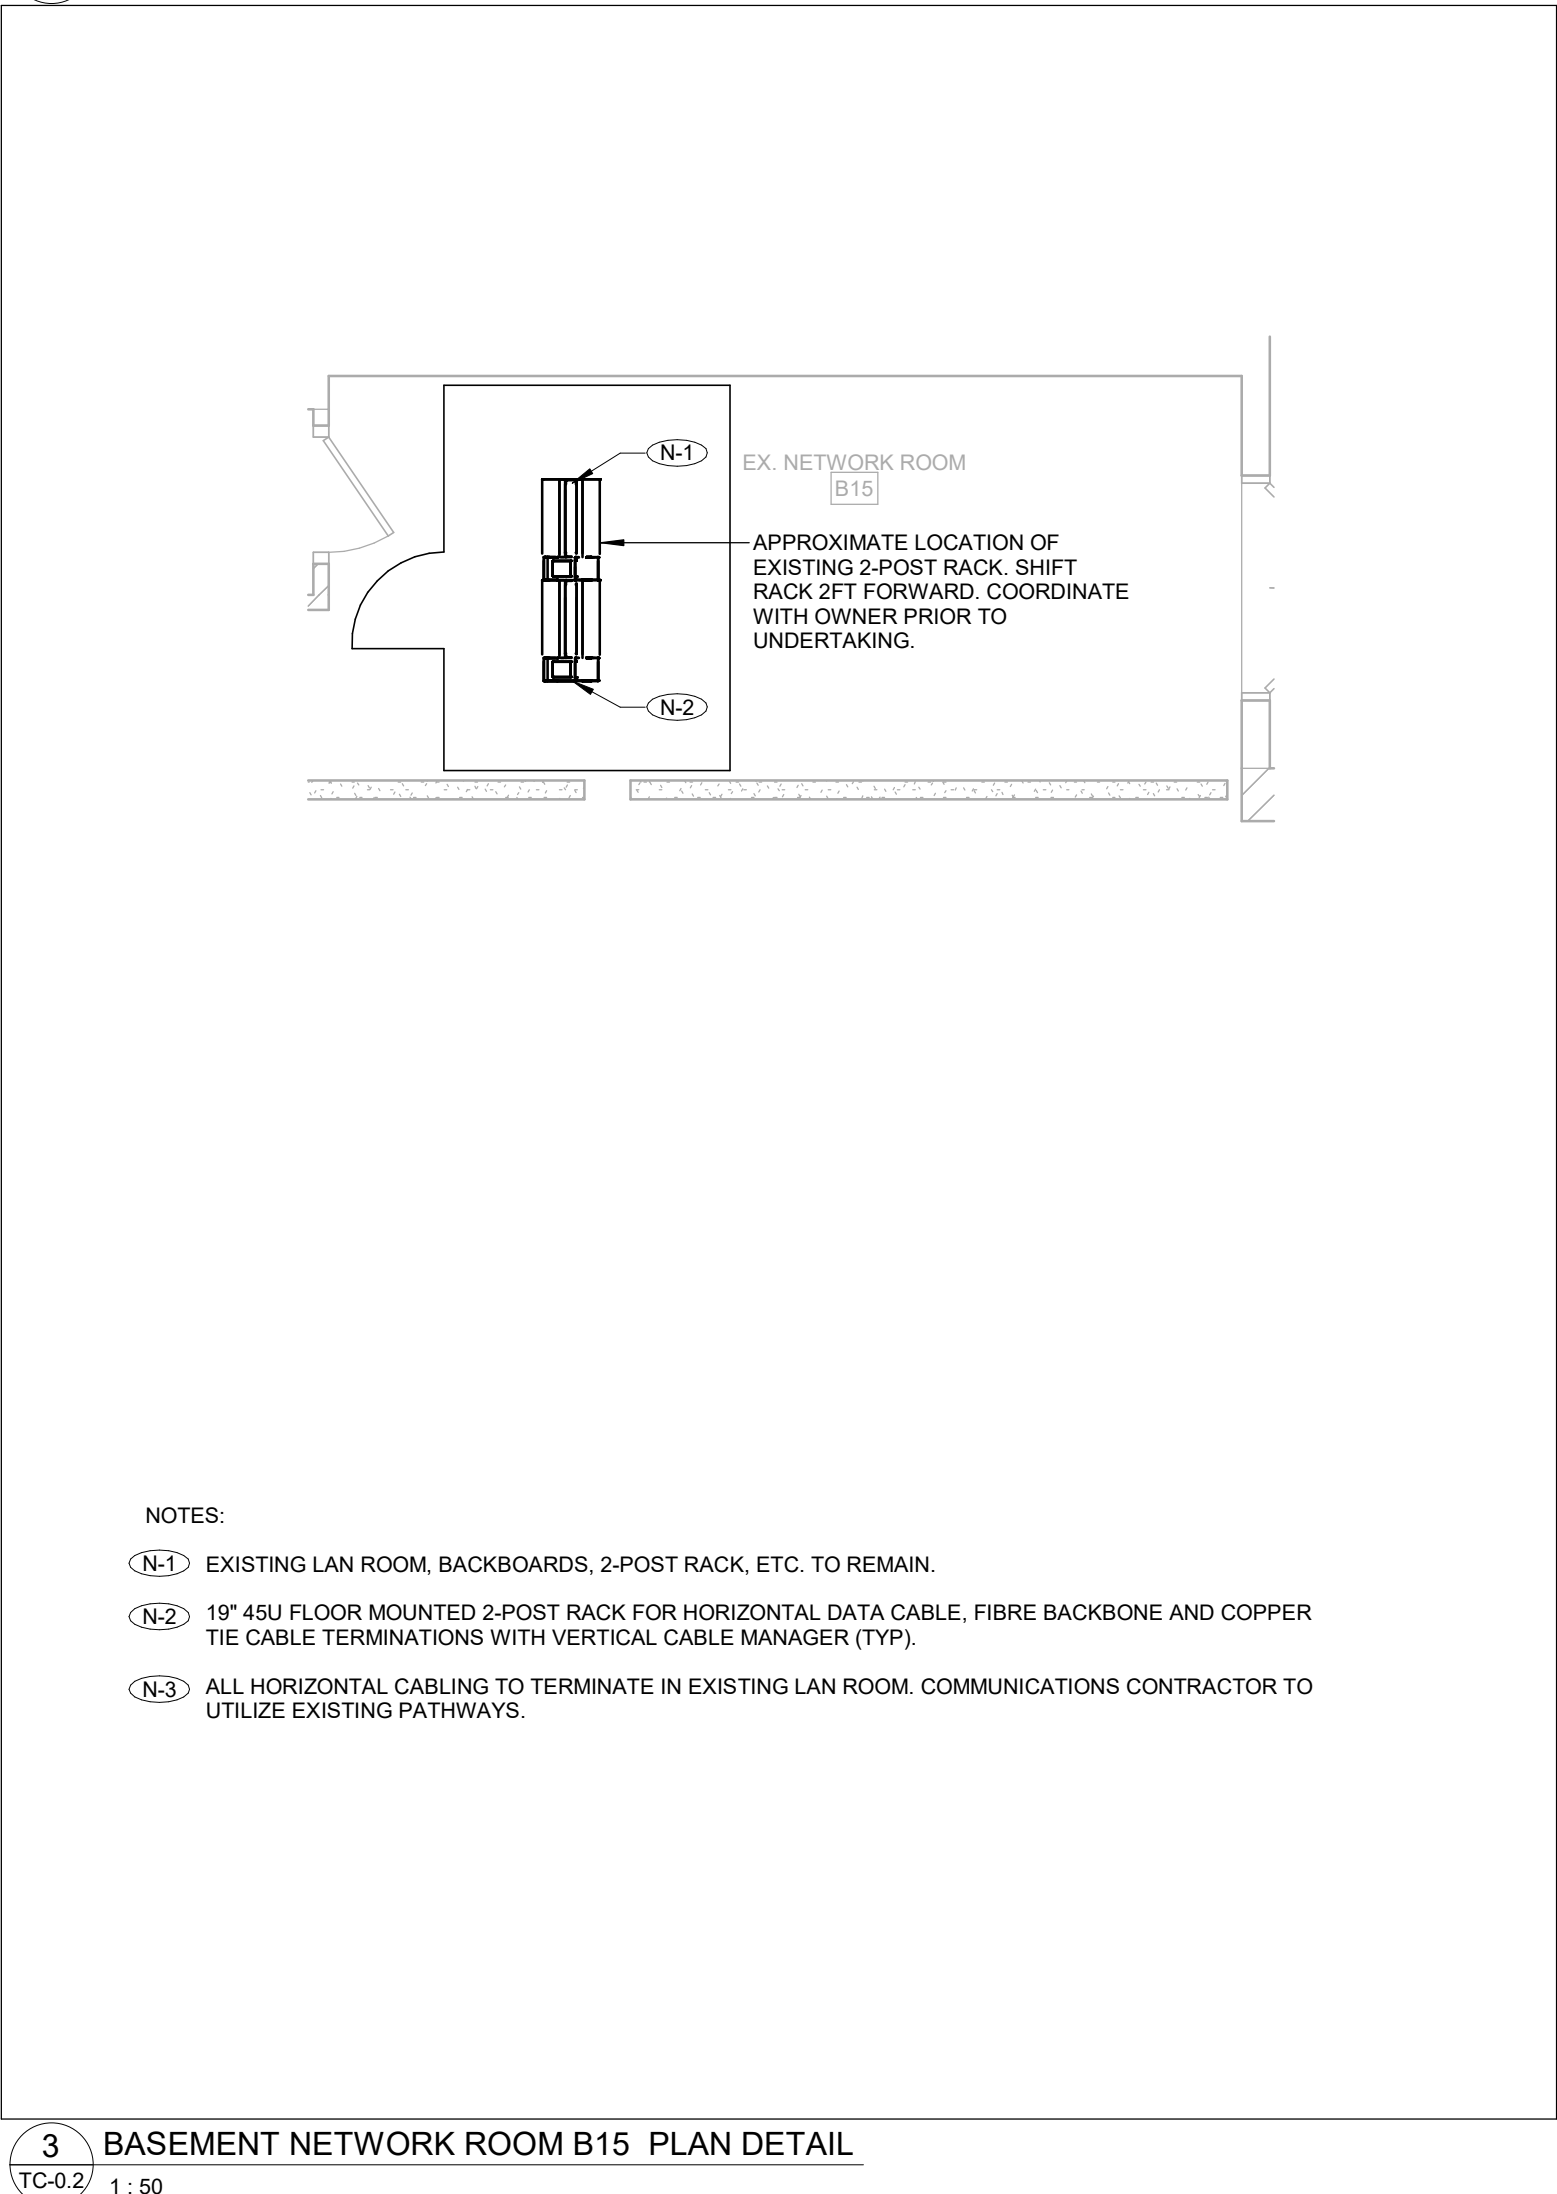 N-1
EX. NETWORK ROOM
B15
APPROXIMATE LOCATION OF
EXISTING 2-POST RACK. SHIFT
RACK 2FT FORWARD. COORDINATE
WITH OWNER PRIOR TO
UNDERTAKING.
N-2
NOTES:
N-1 EXISTING LAN ROOM, BACKBOARDS, 2-POST RACK, ETC. TO REMAIN.
N-2 19" 45U FLOOR MOUNTED 2-POST RACK FOR HORIZONTAL DATA CABLE, FIBRE BACKBONE AND COPPER
TIE CABLE TERMINATIONS WITH VERTICAL CABLE MANAGER (TYP).
N-3 ALL HORIZONTAL CABLING TO TERMINATE IN EXISTING LAN ROOM. COMMUNICATIONS CONTRACTOR TO
UTILIZE EXISTING PATHWAYS.
3 BASEMENT NETWORK ROOM B15 PLAN DETAIL
TC-0.2 1 : 50